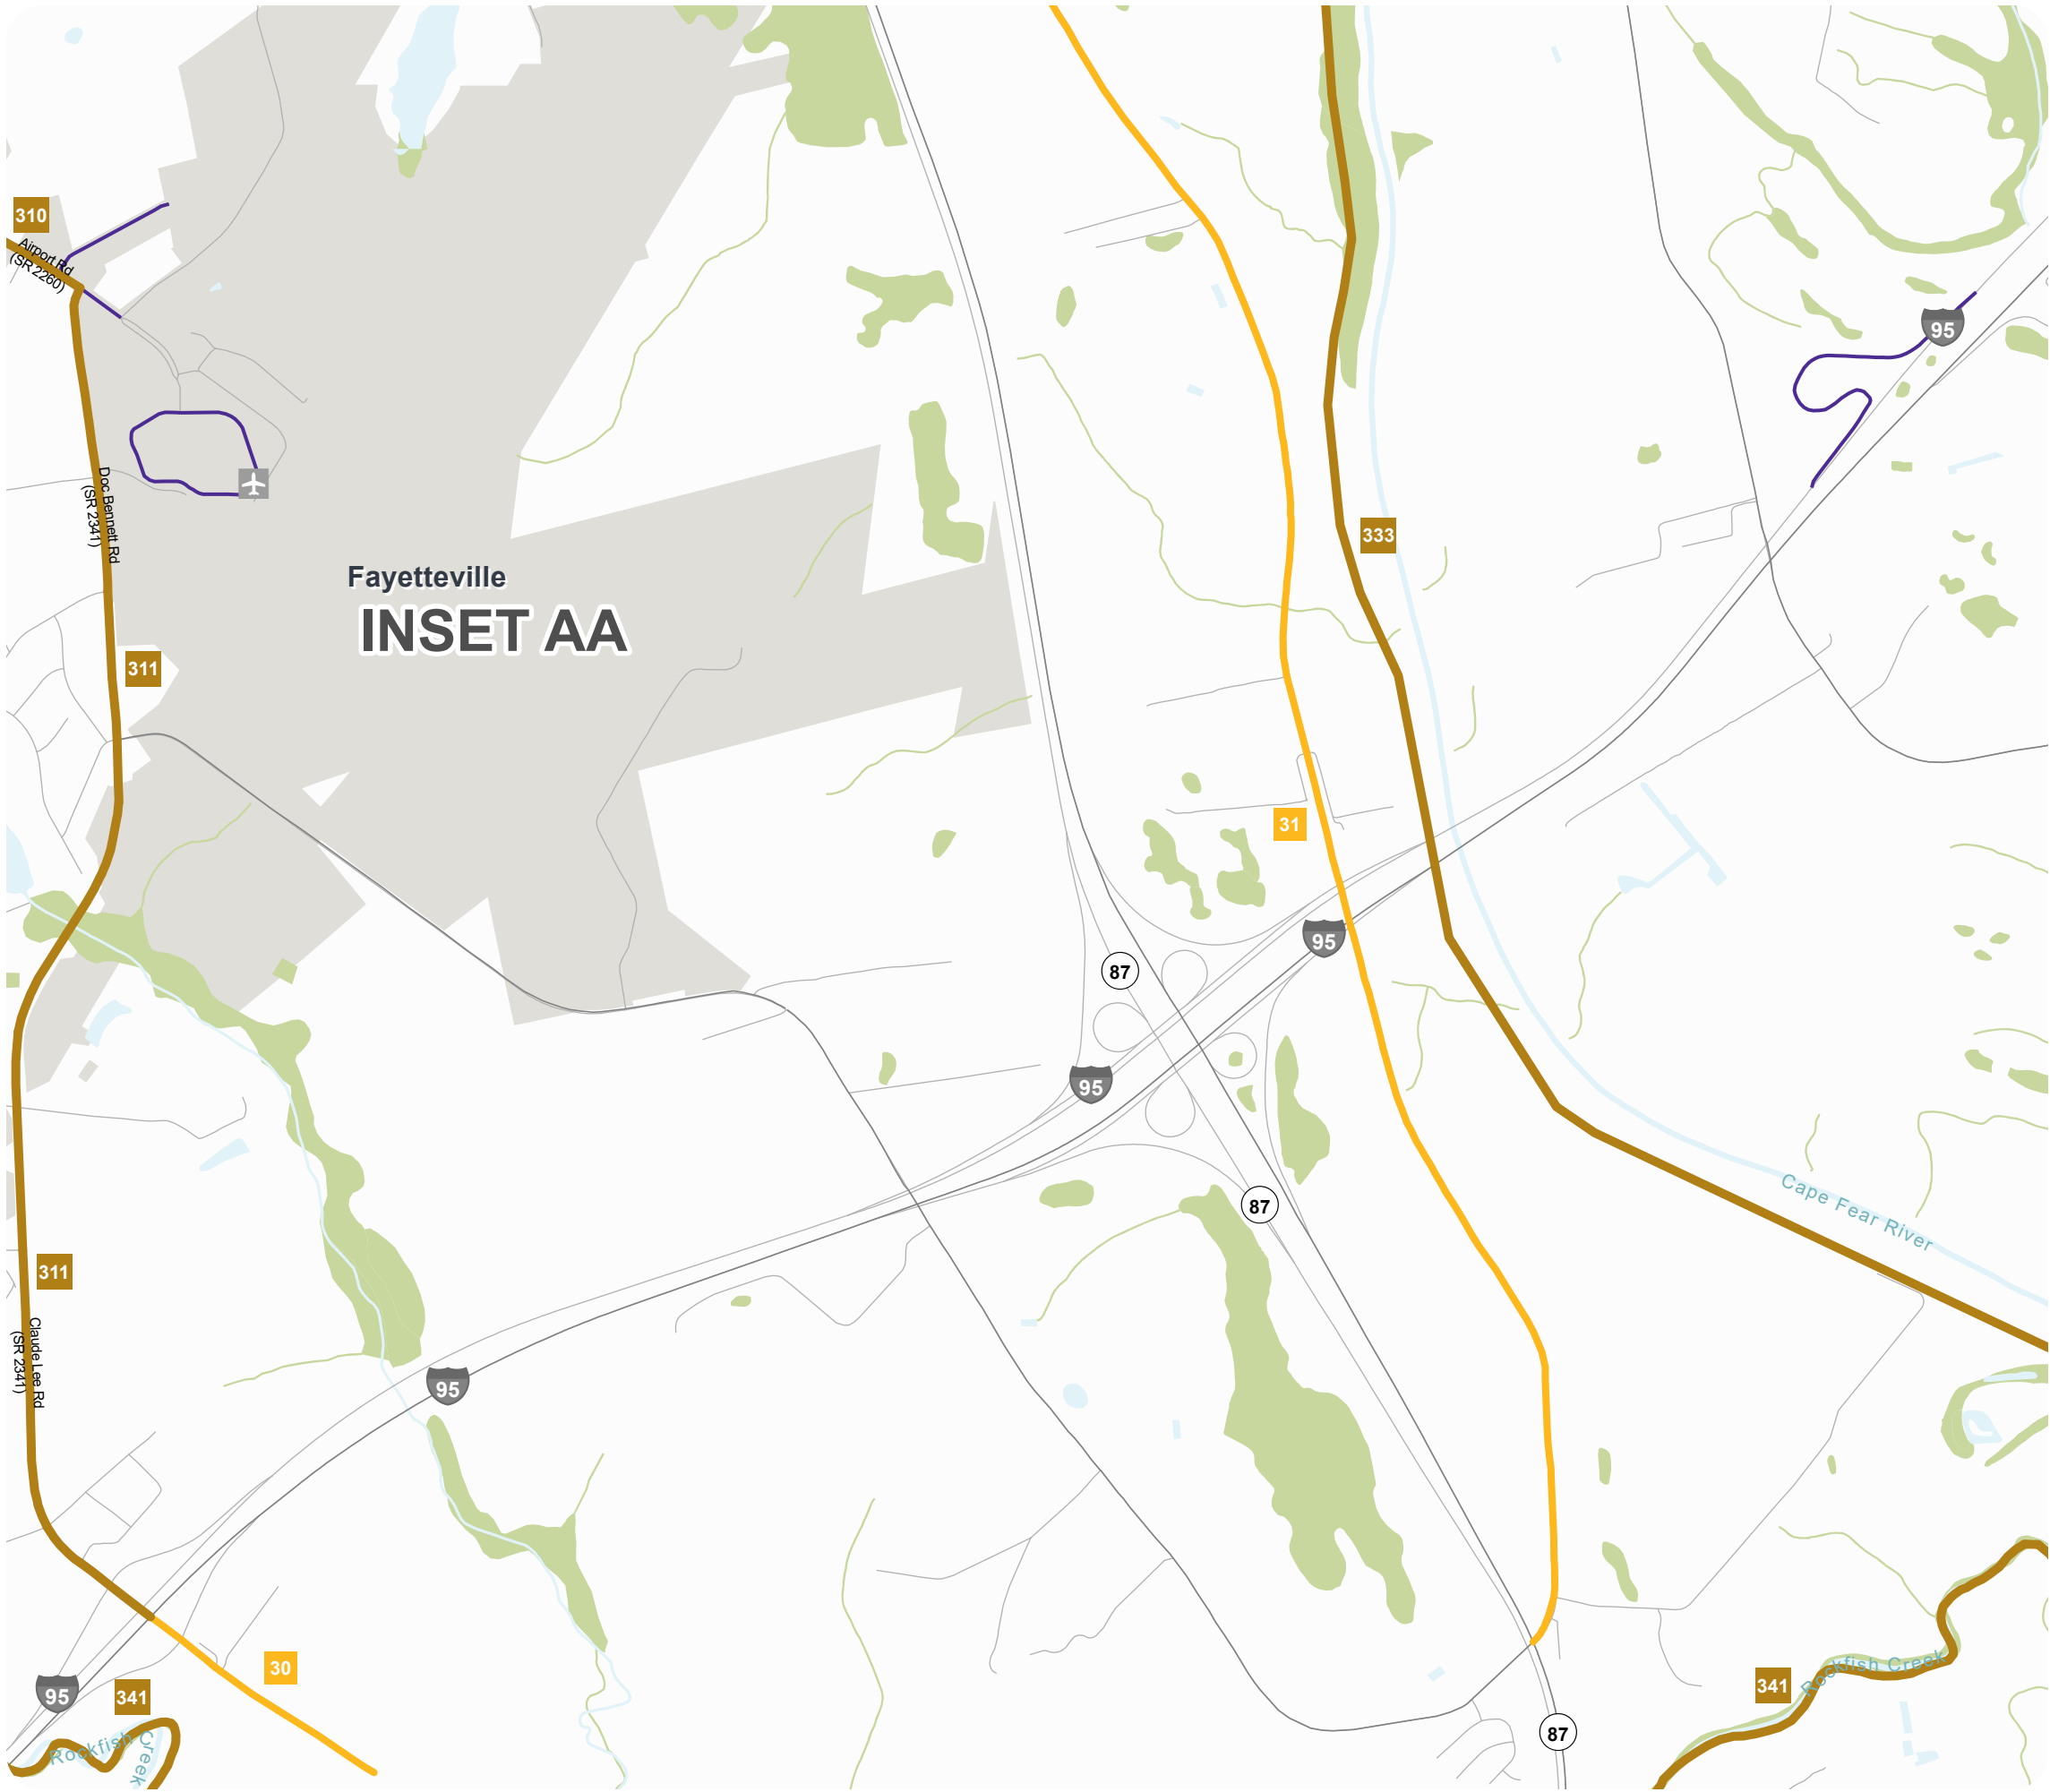 310
Airport Rd
(SR 2260)
95
Doc Bennett Rd
(SR 2341)
333
Fayetteville
INSET AA
311
31
95
87
95
Cape Fear River
87
311
Claude Lee Rd
(SR 2341)
95
30
95
341
Rockfish Creek
341
Rockfish Creek
87